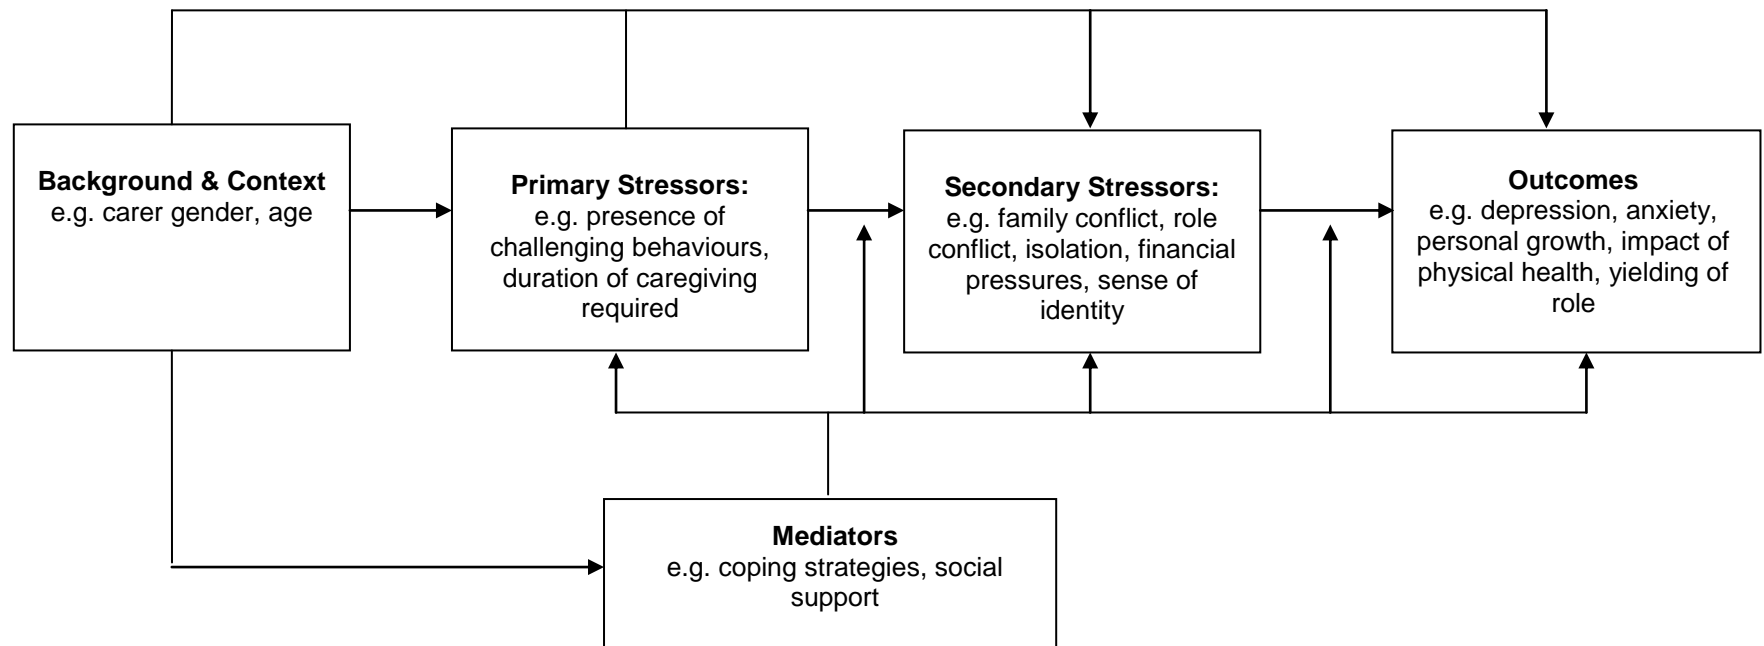 Background & Context
e.g. carer gender, age
Primary Stressors:
e.g. presence of
challenging behaviours,
duration of caregiving
required
Secondary Stressors:
e.g. family conflict, role
conflict, isolation, financial
pressures, sense of
identity
Outcomes
e.g. depression, anxiety,
personal growth, impact of
physical health, yielding of
role
Mediators
e.g. coping strategies, social
support